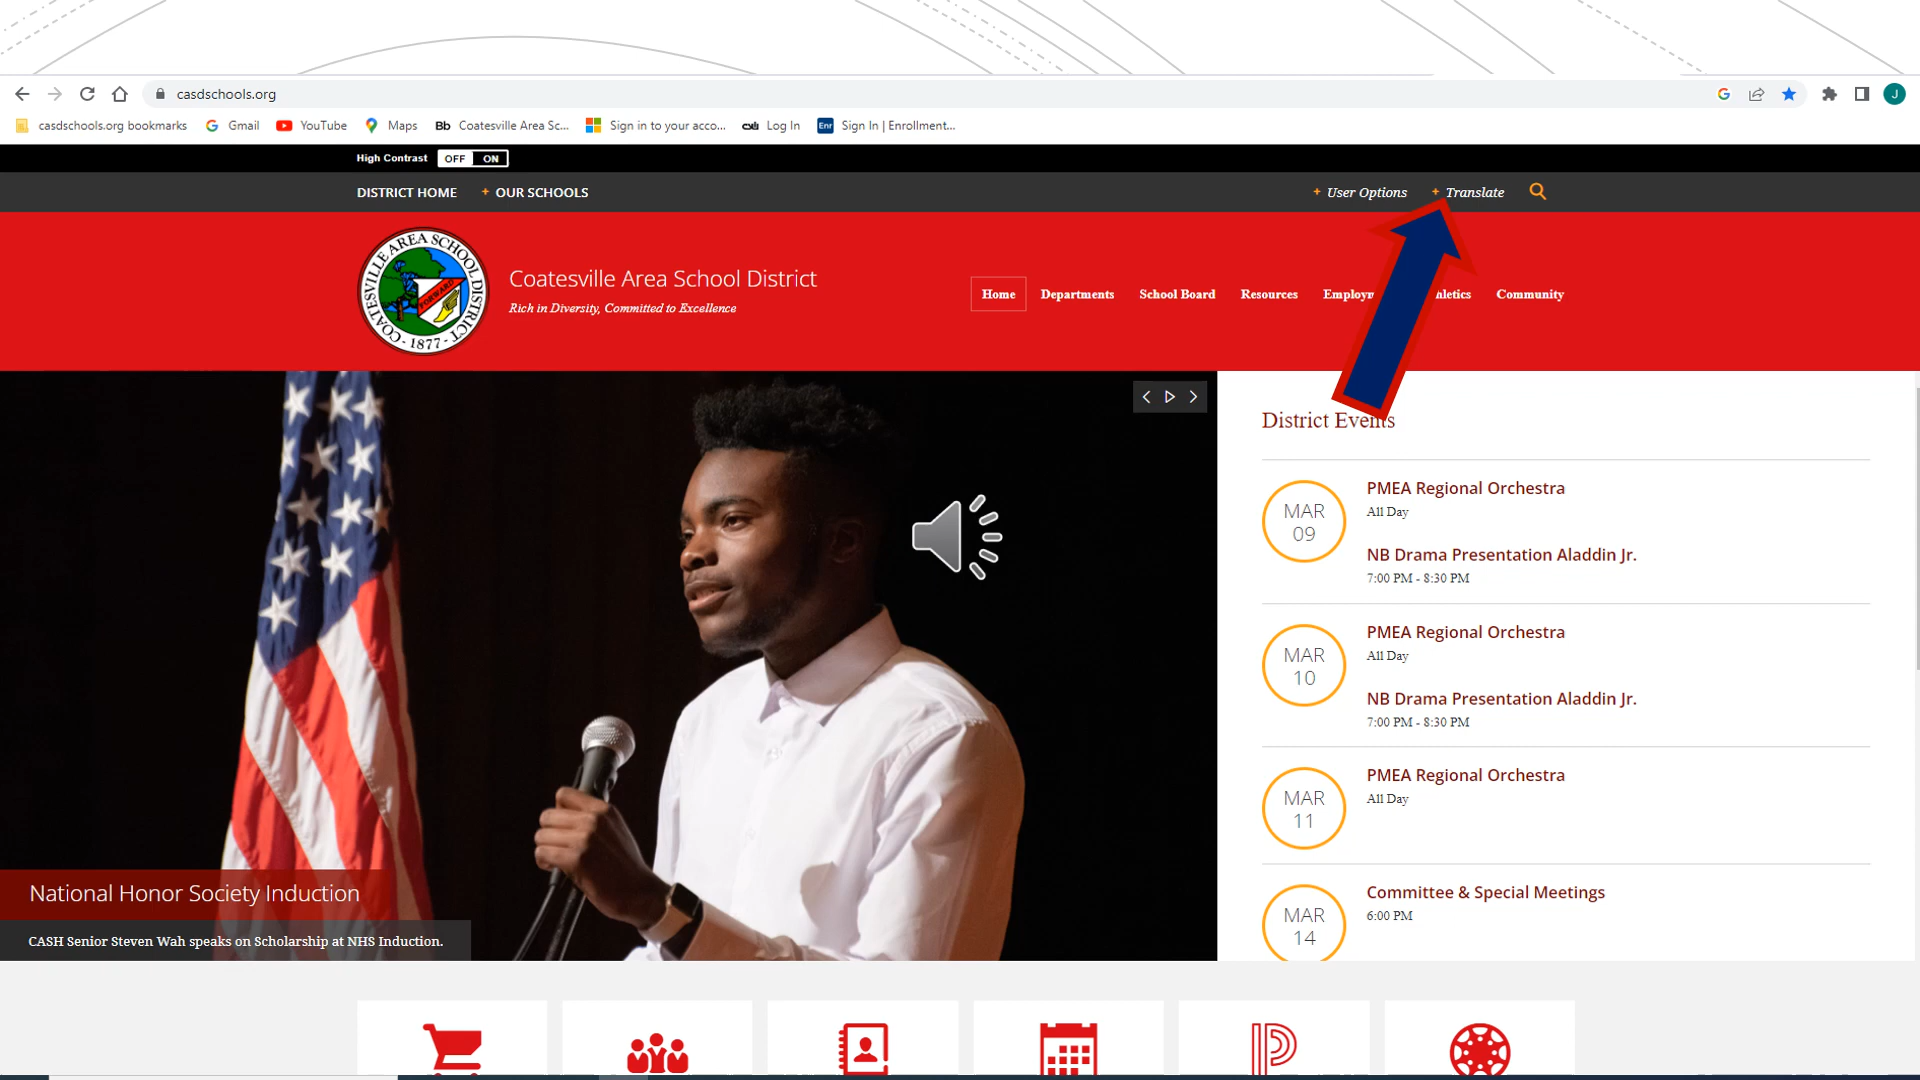 casdschools.org
J
casdschools.org bookmarks Gmail YouTube Maps Bb Coatesville Area Sc... Sign in to your acco... Log In Enr Sign In | Enrollment...
High Contrast OFF ON
DISTRICT HOME + OUR SCHOOLS + User Options + Translate
COATESVILLE AREA SCHOOL DISTRICT
FORWARD
1877
Coatesville Area School District
Rich in Diversity, Committed to Excellence
Home Departments School Board Resources Employm hletics Community
District Events
MAR
09
PMEA Regional Orchestra
All Day
NB Drama Presentation Aladdin Jr.
7:00 PM - 8:30 PM
MAR
10
PMEA Regional Orchestra
All Day
NB Drama Presentation Aladdin Jr.
7:00 PM - 8:30 PM
MAR
11
PMEA Regional Orchestra
All Day
MAR
14
Committee & Special Meetings
6:00 PM
National Honor Society Induction
CASH Senior Steven Wah speaks on Scholarship at NHS Induction.